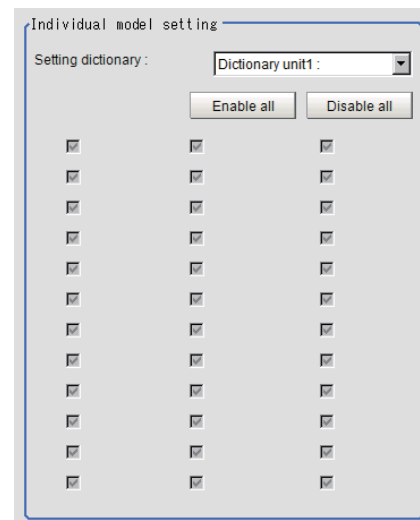 Individual model setting
Setting dictionary :
Dictionary unit1 :
Enable all
Disable all